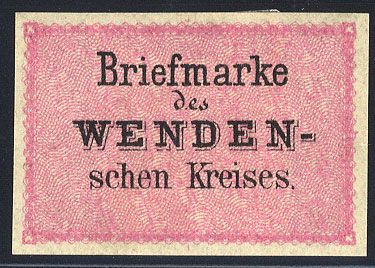 Briefmarke
des
WENDEN-
schen Kreises.